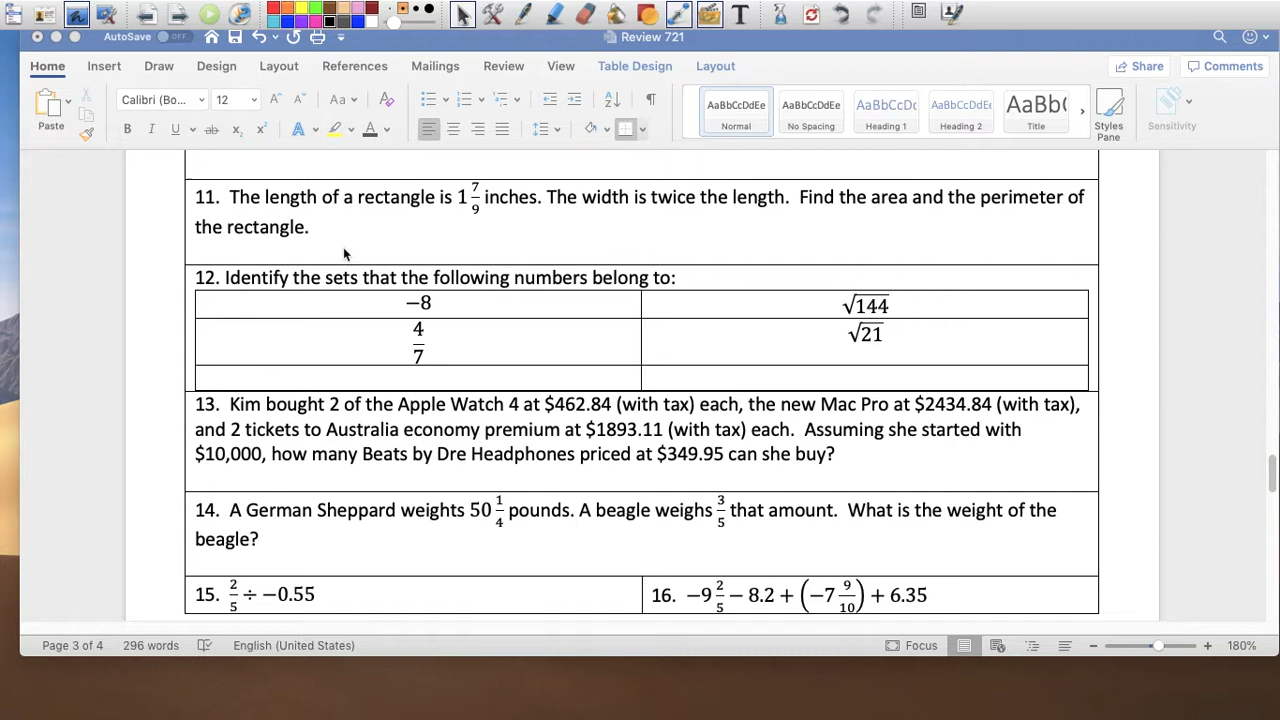 AutoSave OFF
Review 721
Home Insert Draw Design Layout References Mailings Review View Table Design Layout Share Comments
Paste
Calibri (Bo... 12
AaBbCcDdEe AaBbCcDdEe AaBbCcDc AaBbCcDdEe AaBb(
Normal No Spacing Heading 1 Heading 2 Title
Styles Pane
Sensitivity
11. The length of a rectangle is 1 7/9 inches. The width is twice the length. Find the area and the perimeter of
the rectangle.
12. Identify the sets that the following numbers belong to:
−8 √144
4/7 √21
13. Kim bought 2 of the Apple Watch 4 at $462.84 (with tax) each, the new Mac Pro at $2434.84 (with tax),
and 2 tickets to Australia economy premium at $1893.11 (with tax) each. Assuming she started with
$10,000, how many Beats by Dre Headphones priced at $349.95 can she buy?
14. A German Sheppard weights 50 1/4 pounds. A beagle weighs 3/5 that amount. What is the weight of the
beagle?
15. 2/5 ÷ −0.55 16. −9 2/5 − 8.2 + (−7 9/10) + 6.35
Page 3 of 4 296 words English (United States) Focus 180%